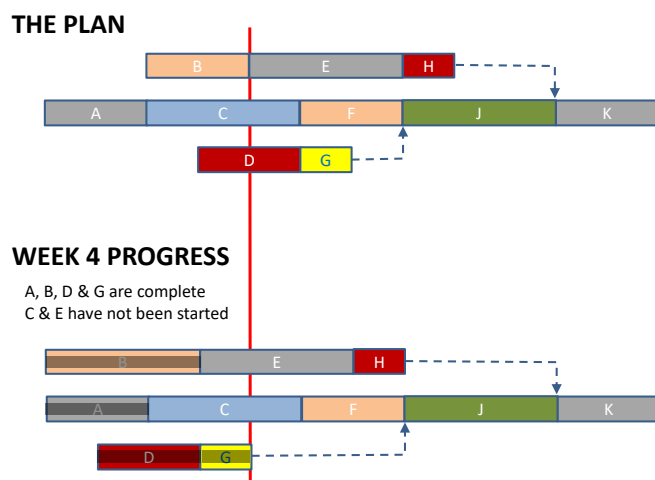 THE PLAN
B E H
A C F J K
D G
WEEK 4 PROGRESS
A, B, D & G are complete
C & E have not been started
B E H
A C F J K
D G